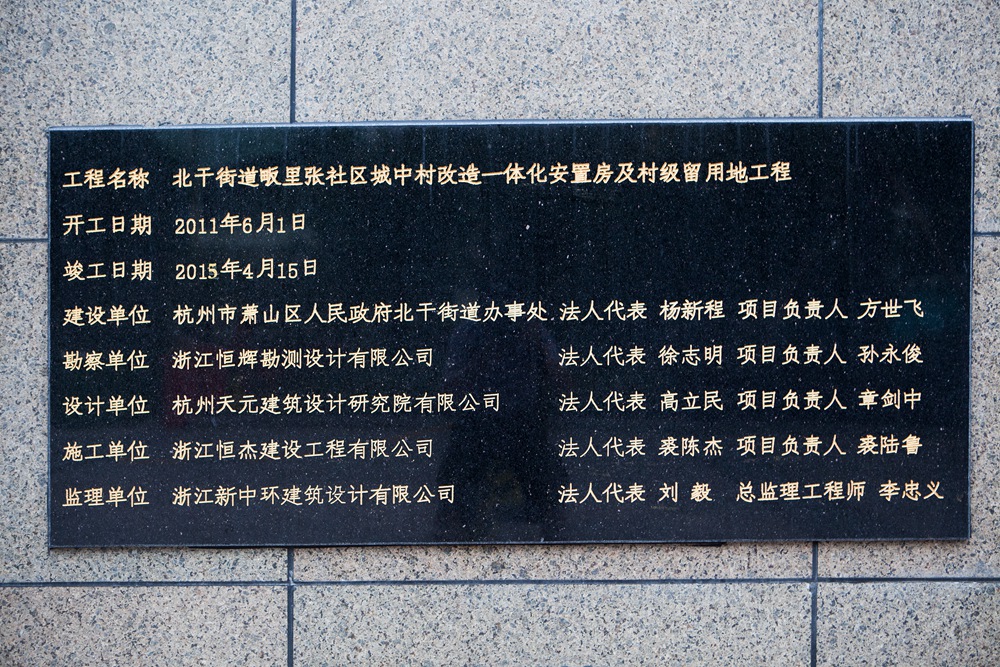 工程名称 北干街道畈里张社区城中村改造一体化安置房及村级留用地工程
开工日期 2011年6月1日
竣工日期 2015年4月15日
建设单位 杭州市萧山区人民政府北干街道办事处 法人代表 杨新程 项目负责人 方世飞
勘察单位 浙江恒辉勘测设计有限公司 法人代表 徐志明 项目负责人 孙永俊
设计单位 杭州天元建筑设计研究院有限公司 法人代表 高立民 项目负责人 章剑中
施工单位 浙江恒杰建设工程有限公司 法人代表 裘陈杰 项目负责人 裘陆鲁
监理单位 浙江新中环建筑设计有限公司 法人代表 刘 毅 总监理工程师 李忠义